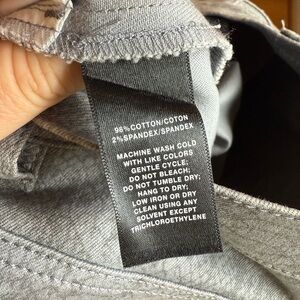 98%COTTON/COTON
2%SPANDEX/SPANDEX
MACHINE WASH COLD
WITH LIKE COLORS
GENTLE CYCLE;
DO NOT BLEACH;
DO NOT TUMBLE DRY;
HANG TO DRY;
LOW IRON OR DRY
CLEAN USING ANY
SOLVENT EXCEPT
TRICHLOROETHYLENE